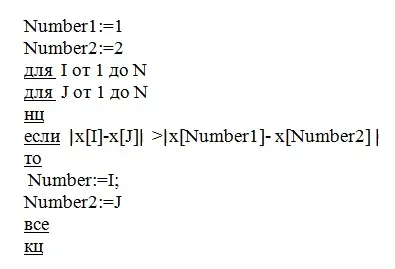 Number1:=1
Number2:=2
для I от 1 до N
для J от 1 до N
нц
если |x[I]-x[J]| >|x[Number1]- x[Number2] |
то
Number:=I;
Number2:=J
все
кц